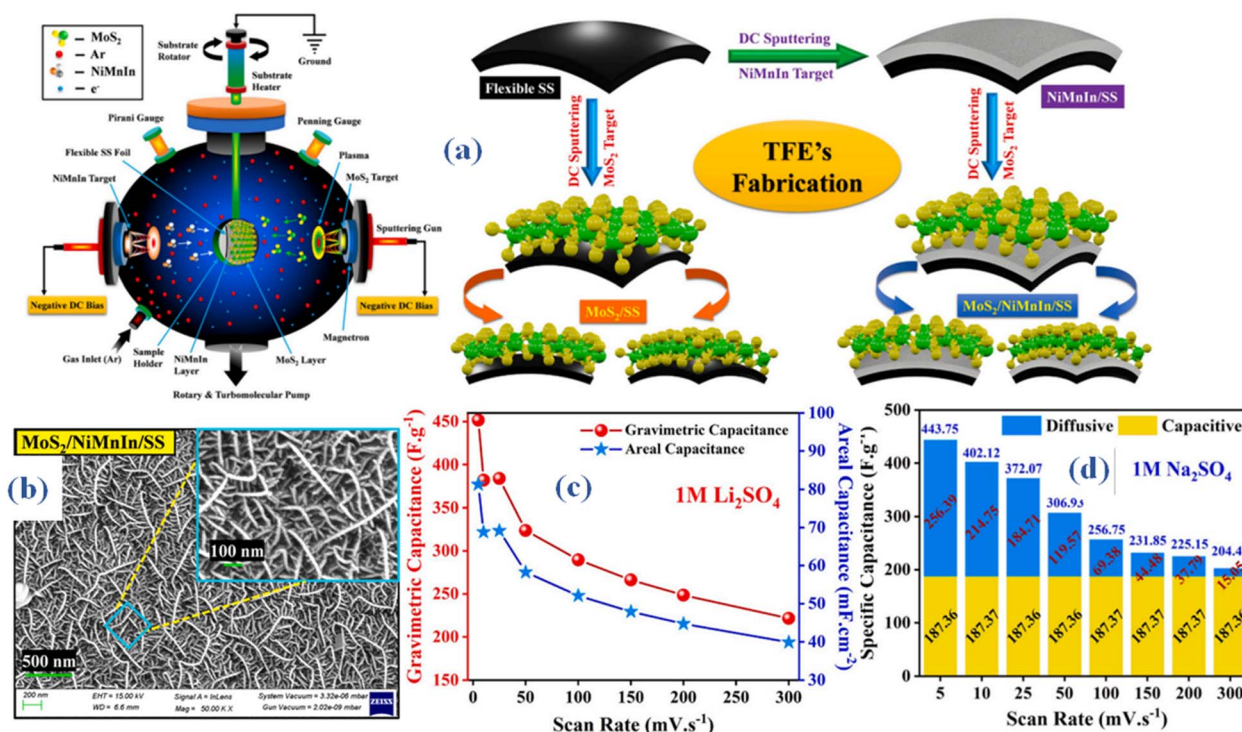 — MoS2
— Ar
— NiMnIn
— e-
Substrate
Rotator
Ground
Substrate
Heater
Pirani Gauge
Penning Gauge
Flexible SS Foil
Plasma
NiMnIn Target
MoS2 Target
Sputtering Gun
Negative DC Bias
Negative DC Bias
Magnetron
Gas Inlet (Ar)
Sample
Holder
NiMnIn
Layer
MoS2 Layer
Rotary & Turbomolecular Pump
(a)
Flexible SS
DC Sputtering
NiMnIn Target
NiMnIn/SS
DC Sputtering
MoS2 Target
TFE's
Fabrication
DC Sputtering
MoS2 Target
MoS2/SS
MoS2/NiMnIn/SS
MoS2/NiMnIn/SS
(b)
100 nm
500 nm
200 nm
EHT = 15.00 kV
WD = 6.6 mm
Signal A = InLens
Mag = 50.00 K X
System Vacuum = 3.32e-06 mbar
Gun Vacuum = 2.02e-09 mbar
ZEISS
Gravimetric Capacitance (F.g-1)
450
400
350
300
250
200
150
Gravimetric Capacitance
Areal Capacitance
(c)
1M Li2SO4
100
90
80
70
60
50
40
30
Areal Capacitance (mF.cm-2)
0 50 100 150 200 250 300
Scan Rate (mV.s-1)
Specific Capacitance (F.g-1)
500
400
300
200
100
0
Diffusive
Capacitive
(d)
1M Na2SO4
443.75
402.12
372.07
306.93
256.75
231.85
225.15
204.4
256.39
214.75
184.71
119.57
69.38
44.48
37.79
15.05
187.36
187.37
187.36
187.36
187.37
187.37
187.37
187.36
5 10 25 50 100 150 200 300
Scan Rate (mV.s-1)